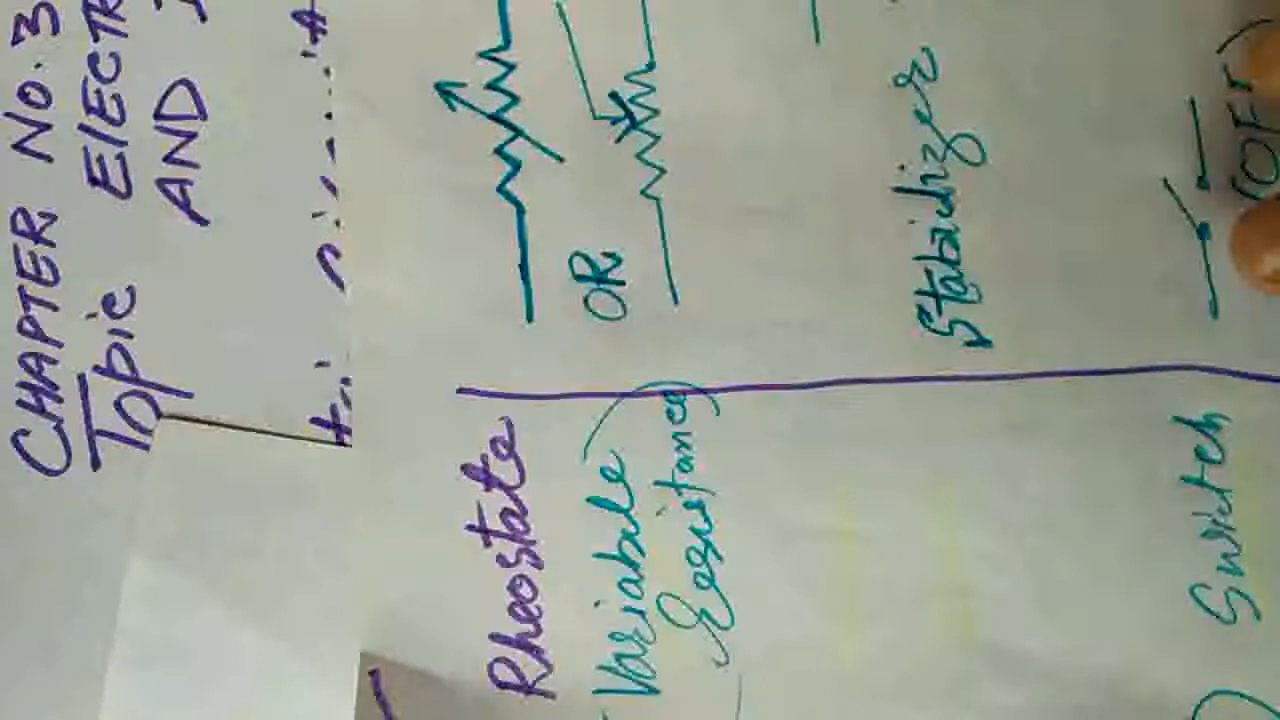 CHAPTER No. 3
Topic ElECTR
AND
Rheostate
OR
Variable
(Resistance)
Stabilizer
Switch
(OFF)